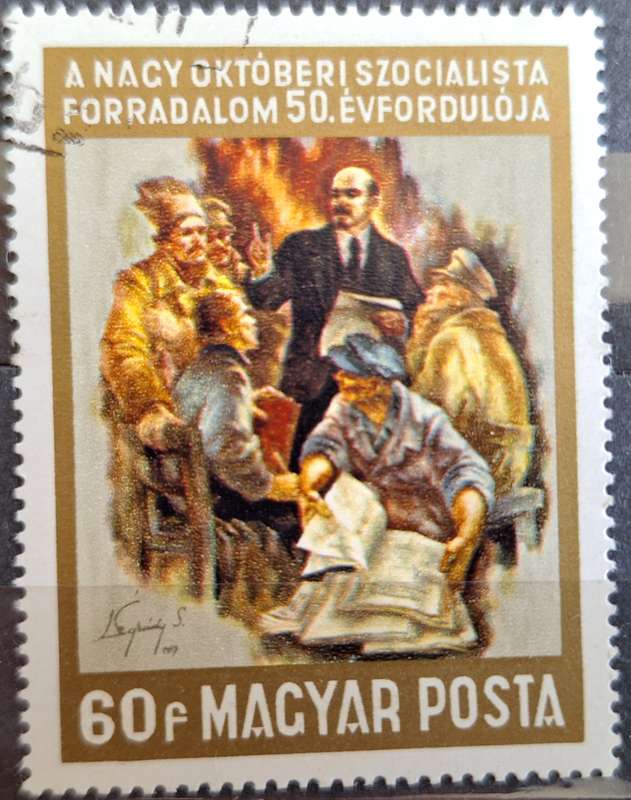 A NAGY OKTÓBERI SZOCIALISTA
FORRADALOM 50. ÉVFORDULÓJA
60f MAGYAR POSTA